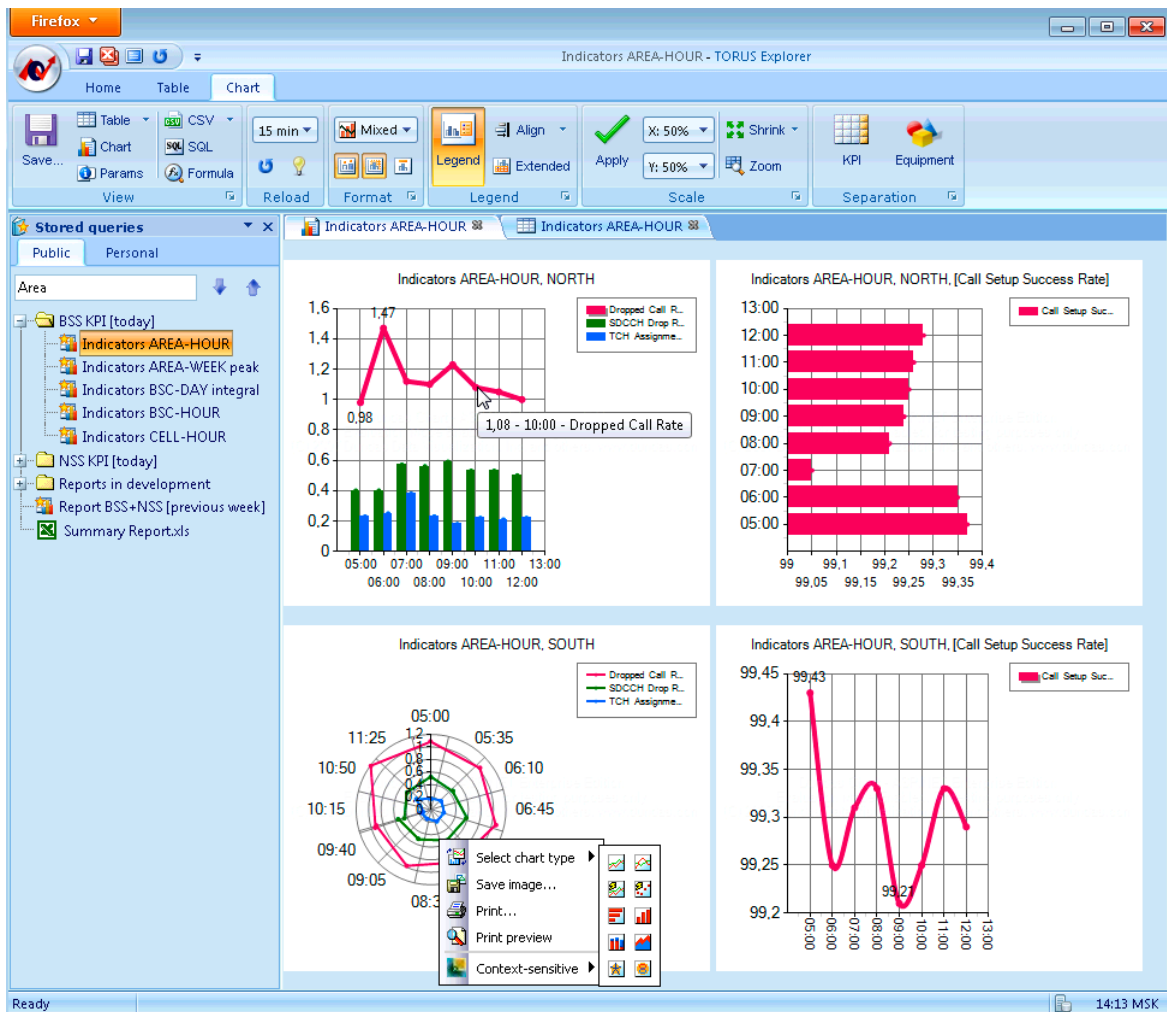 Firefox
Indicators AREA-HOUR - TORUS Explorer
Home Table Chart
Save...
Table
Chart
Params
CSV
SQL
Formula
View
15 min
Reload
Mixed
Format
Legend
Align
Extended
Legend
Apply
X: 50%
Y: 50%
Shrink
Zoom
Scale
KPI
Equipment
Separation
Stored queries
Public Personal
Area
BSS KPI [today]
Indicators AREA-HOUR
Indicators AREA-WEEK peak
Indicators BSC-DAY integral
Indicators BSC-HOUR
Indicators CELL-HOUR
NSS KPI [today]
Reports in development
Report BSS+NSS [previous week]
Summary Report.xls
Indicators AREA-HOUR
Indicators AREA-HOUR
Indicators AREA-HOUR, NORTH
Dropped Call R..
SDCCH Drop R..
TCH Assignme..
1,6
1,4
1,2
1
0,8
0,6
0,4
0,2
0
1,47
0,98
1,08 - 10:00 - Dropped Call Rate
05:00 07:00 09:00 11:00 13:00
06:00 08:00 10:00 12:00
Indicators AREA-HOUR, NORTH, [Call Setup Success Rate]
Call Setup Suc...
13:00
12:00
11:00
10:00
09:00
08:00
07:00
06:00
05:00
99 99,1 99,2 99,3 99,4
99,05 99,15 99,25 99,35
Indicators AREA-HOUR, SOUTH
Dropped Call R..
SDCCH Drop R..
TCH Assignme..
05:00
05:35
06:10
06:45
08:3
09:05
09:40
10:15
10:50
11:25
1,2
1
0,8
0,6
Select chart type
Save image...
Print...
Print preview
Context-sensitive
Indicators AREA-HOUR, SOUTH, [Call Setup Success Rate]
Call Setup Suc...
99,45
99,4
99,35
99,3
99,25
99,2
99,43
99,21
05:00
06:00
07:00
08:00
09:00
10:00
11:00
12:00
13:00
Ready
14:13 MSK